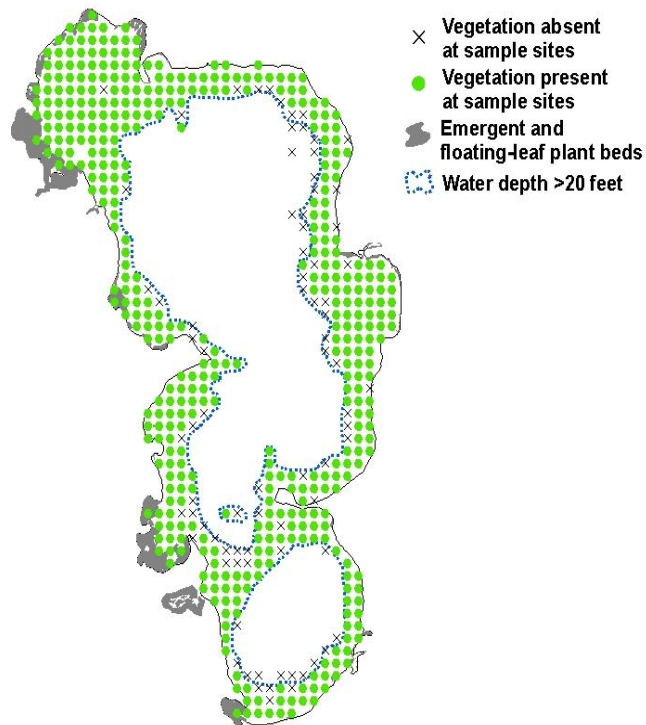 Vegetation absent
at sample sites
Vegetation present
at sample sites
Emergent and
floating-leaf plant beds
Water depth >20 feet